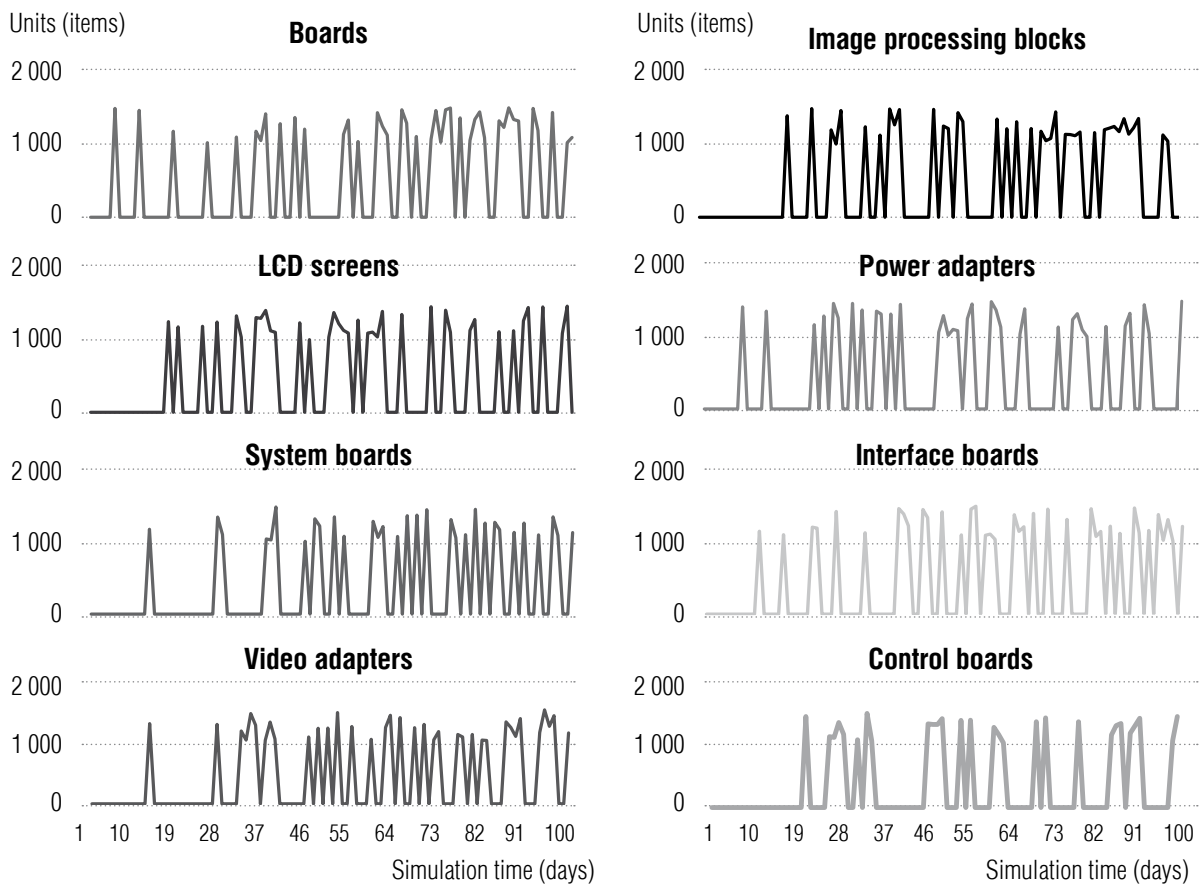 Units (items)
Boards
2 000
1 000
0
LCD screens
2 000
1 000
0
System boards
2 000
1 000
0
Video adapters
2 000
1 000
0
1 10 19 28 37 46 55 64 73 82 91 100
Simulation time (days)
Units (items)
Image processing blocks
2 000
1 000
0
Power adapters
2 000
1 000
0
Interface boards
2 000
1 000
0
Control boards
2 000
1 000
0
1 10 19 28 37 46 55 64 73 82 91 100
Simulation time (days)